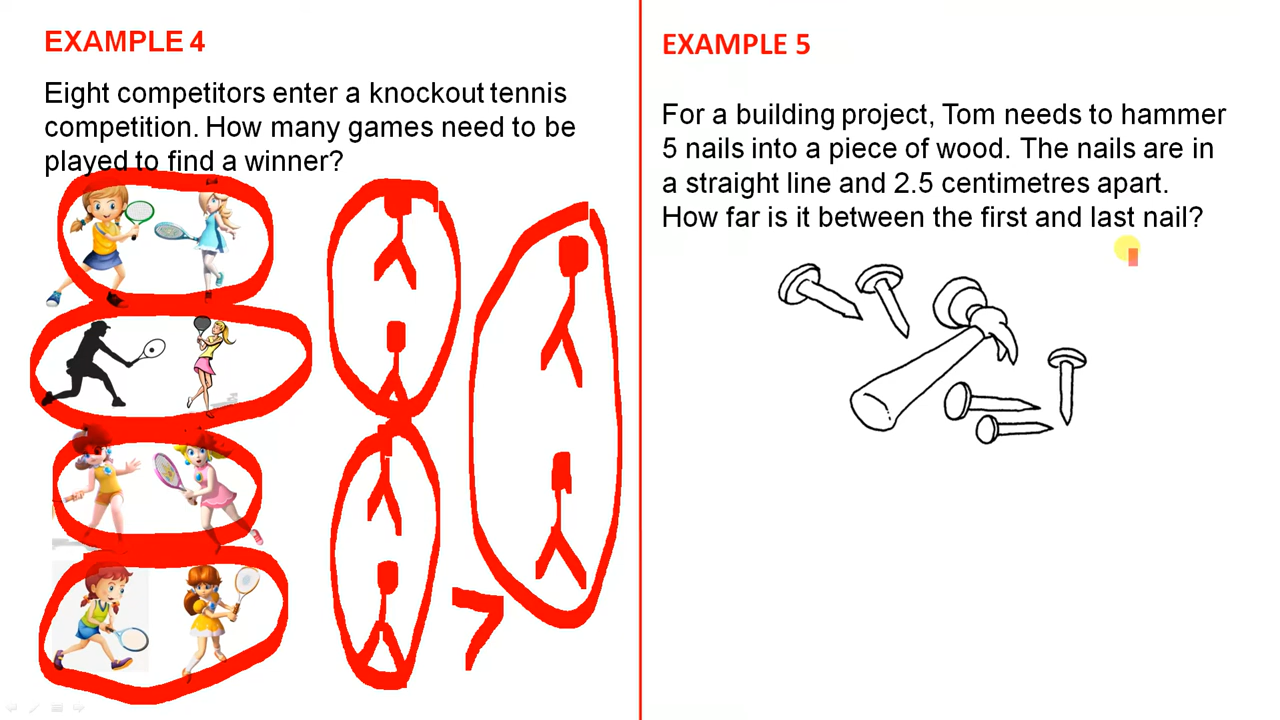 EXAMPLE 4
Eight competitors enter a knockout tennis
competition. How many games need to be
played to find a winner?
7
EXAMPLE 5
For a building project, Tom needs to hammer
5 nails into a piece of wood. The nails are in
a straight line and 2.5 centimetres apart.
How far is it between the first and last nail?